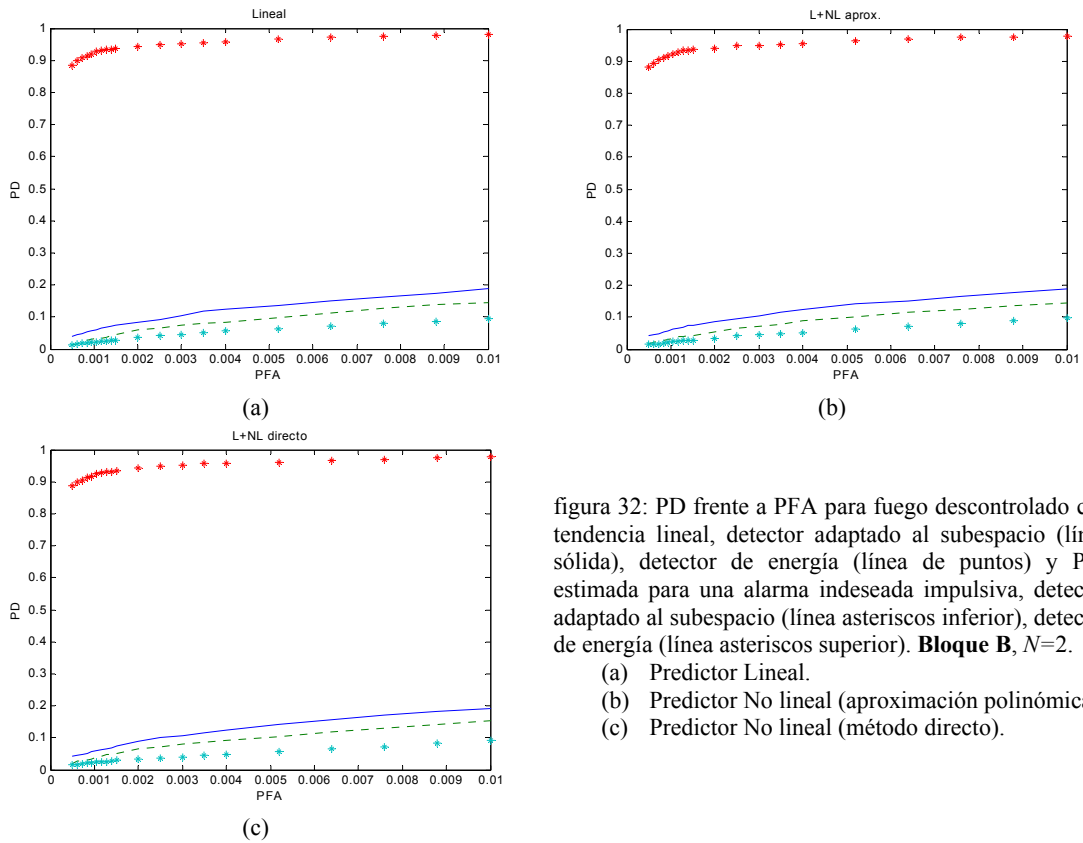 Lineal
1
0.9
0.8
0.7
0.6
0.5
0.4
0.3
0.2
0.1
0
PD
0 0.001 0.002 0.003 0.004 0.005 0.006 0.007 0.008 0.009 0.01
PFA
(a)
L+NL aprox.
1
0.9
0.8
0.7
0.6
0.5
0.4
0.3
0.2
0.1
0
PD
0 0.001 0.002 0.003 0.004 0.005 0.006 0.007 0.008 0.009 0.01
PFA
(b)
L+NL directo
1
0.9
0.8
0.7
0.6
0.5
0.4
0.3
0.2
0.1
0
PD
0 0.001 0.002 0.003 0.004 0.005 0.006 0.007 0.008 0.009 0.01
PFA
(c)
figura 32: PD frente a PFA para fuego descontrolado
tendencia lineal, detector adaptado al subespacio
sólida), detector de energía (línea de puntos) y
estimada para una alarma indeseada impulsiva,
adaptado al subespacio (línea asteriscos inferior),
de energía (línea asteriscos superior). Bloque B, N=2.
(a) Predictor Lineal.
(b) Predictor No lineal (aproximación
(c) Predictor No lineal (método directo).